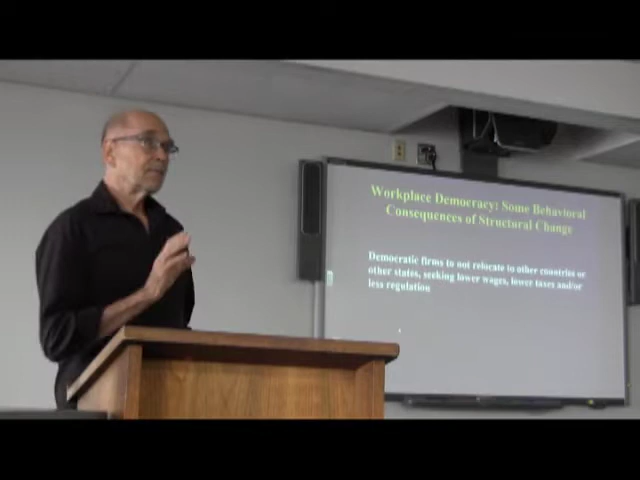 Workplace Democracy: Some Behavioral
Consequences of Structural Change
Democratic firms to not relocate to other countries or
other states, seeking lower wages, lower taxes and/or
less regulation